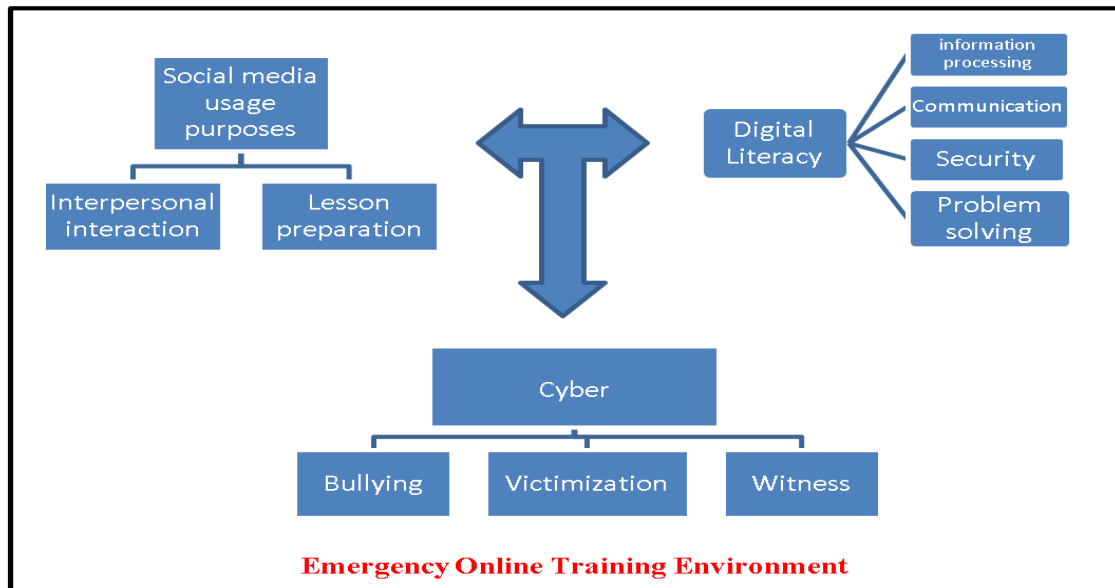 Social media
usage
purposes
Interpersonal
interaction
Lesson
preparation
Digital
Literacy
information
processing
Communication
Security
Problem
solving
Cyber
Bullying
Victimization
Witness
Emergency Online Training Environment